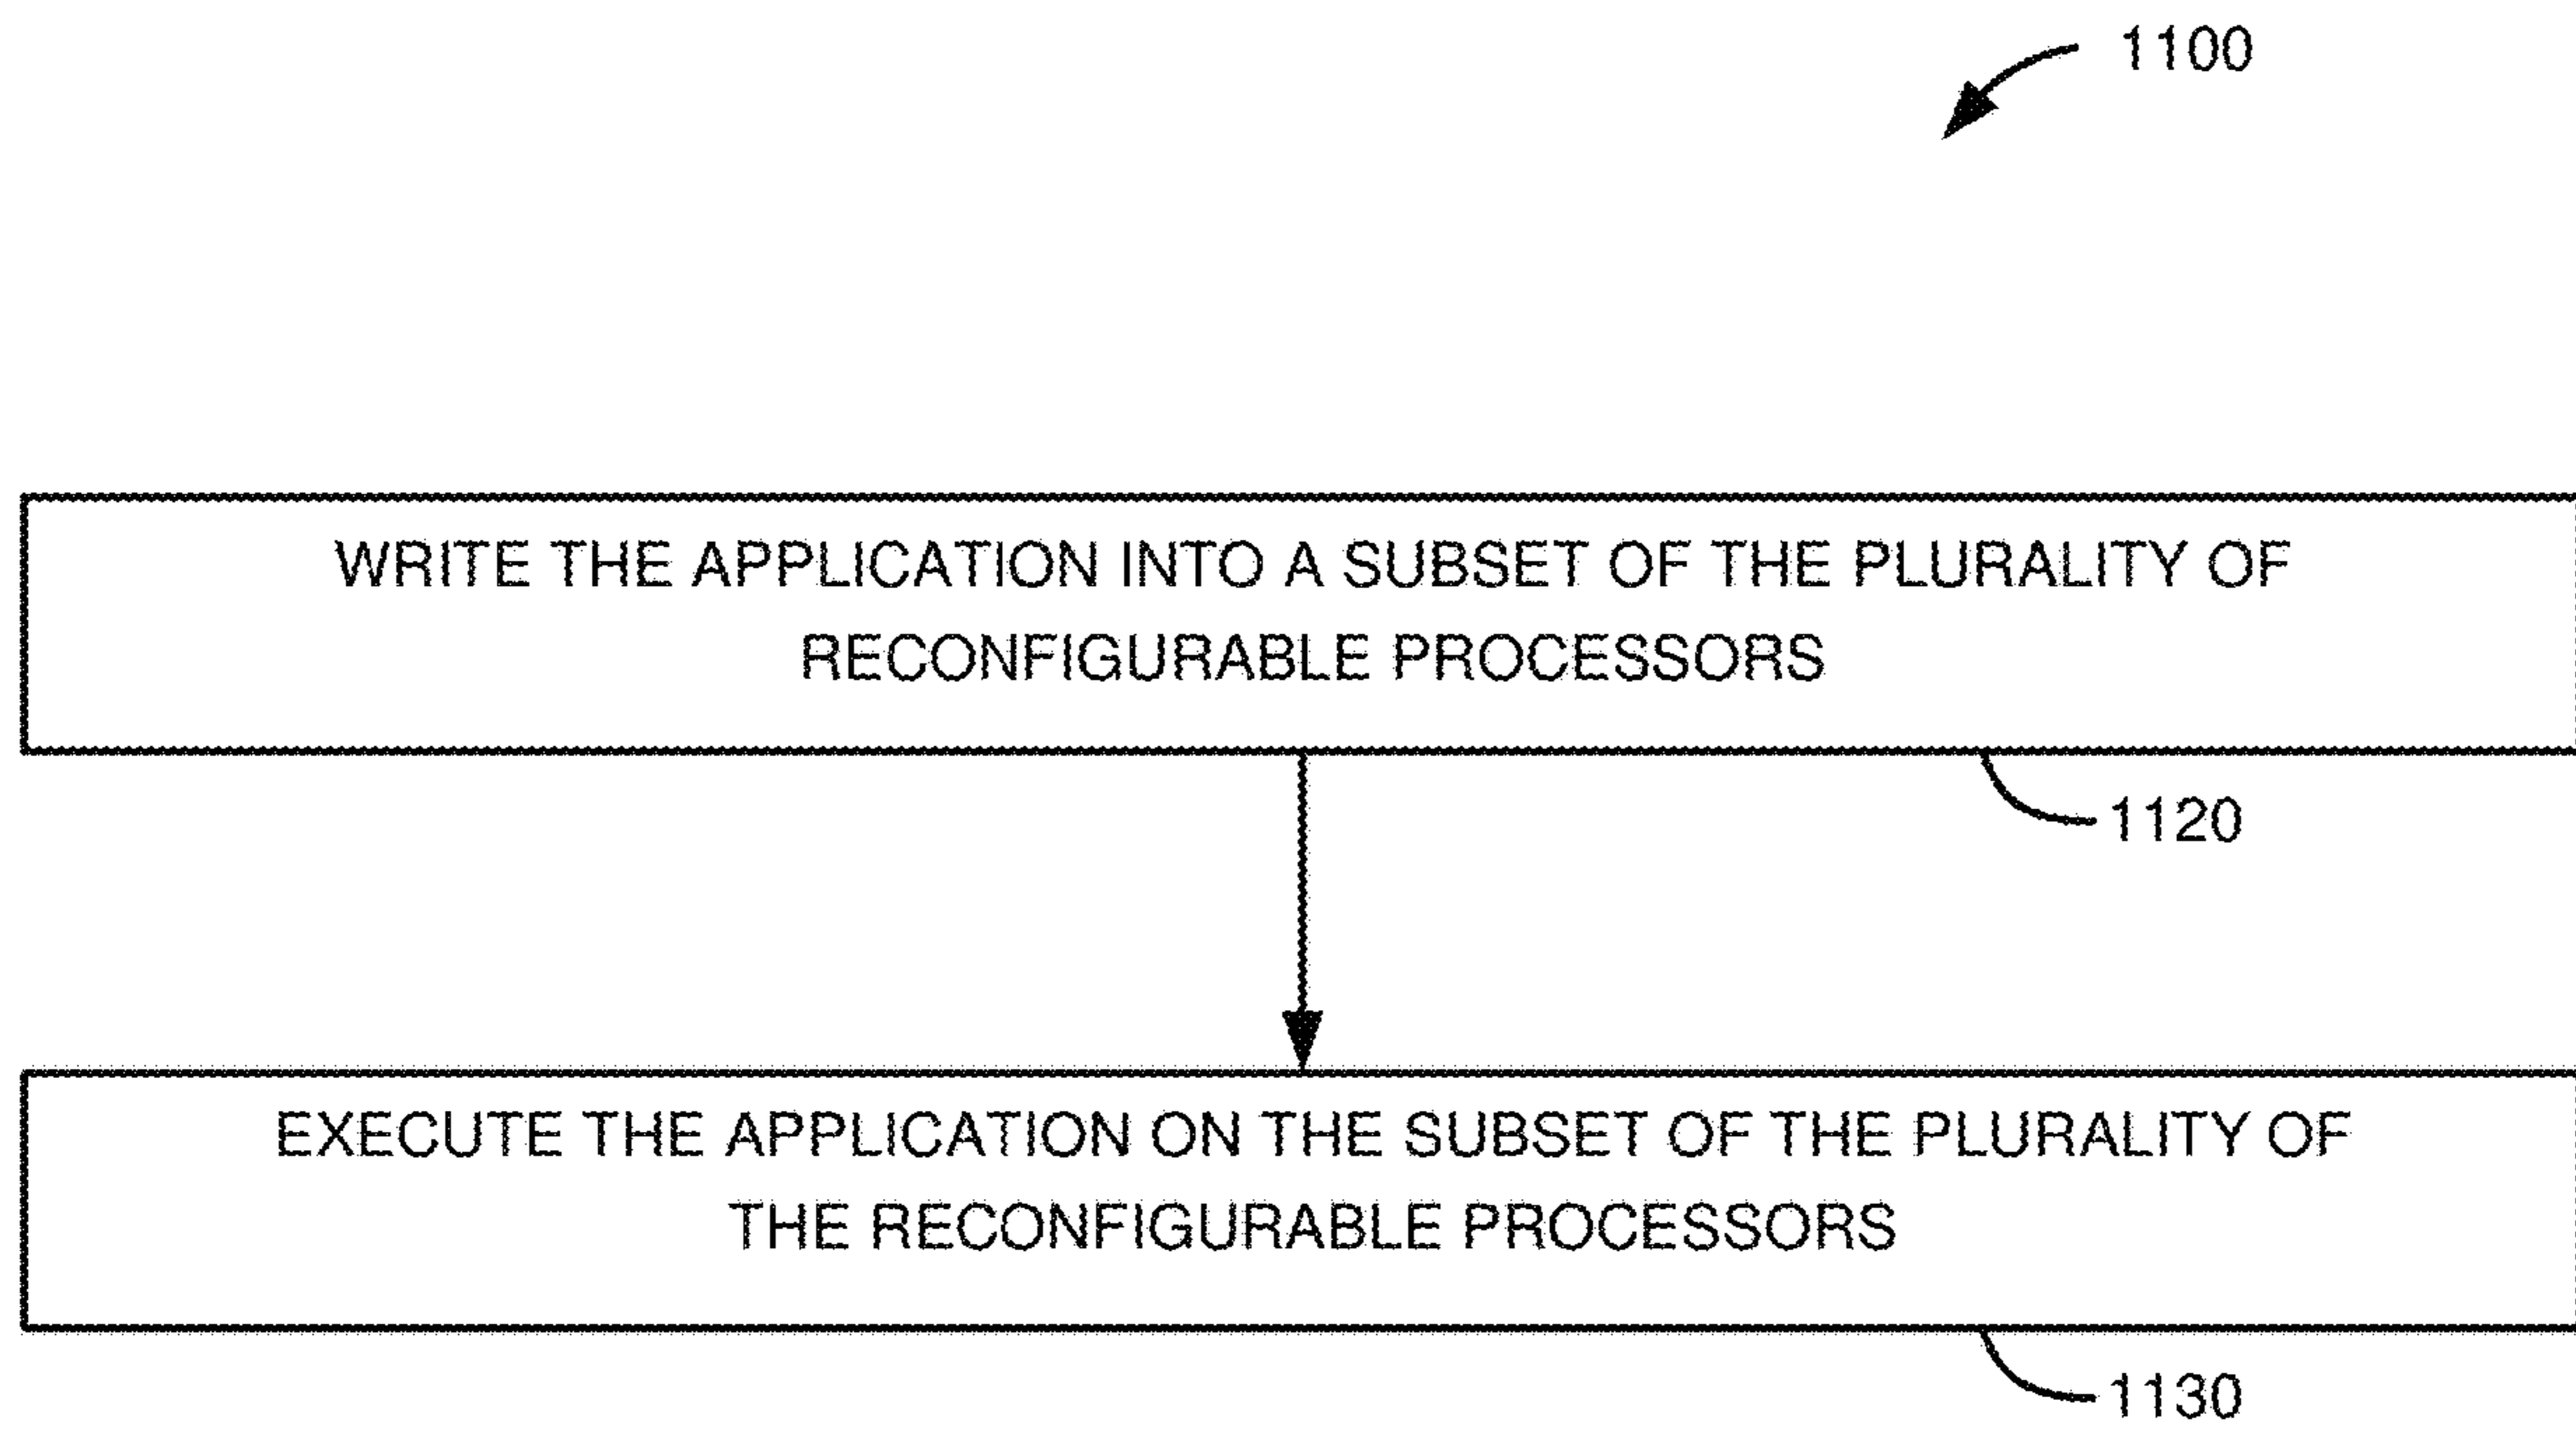 1100
WRITE THE APPLICATION INTO A SUBSET OF THE PLURALITY OF
RECONFIGURABLE PROCESSORS
1120
EXECUTE THE APPLICATION ON THE SUBSET OF THE PLURALITY OF
THE RECONFIGURABLE PROCESSORS
1130